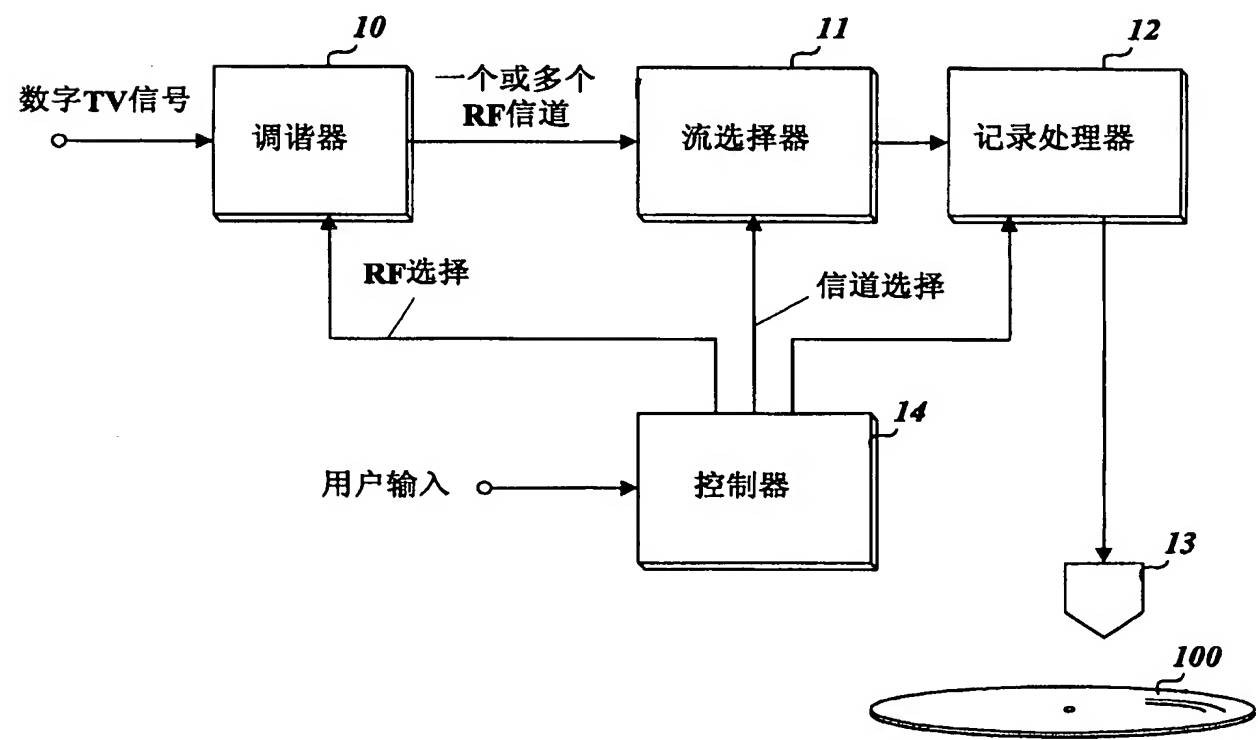 10
11
12
数字TV信号
调谐器
一个或多个
RF信道
流选择器
记录处理器
RF选择
信道选择
14
用户输入
控制器
13
100